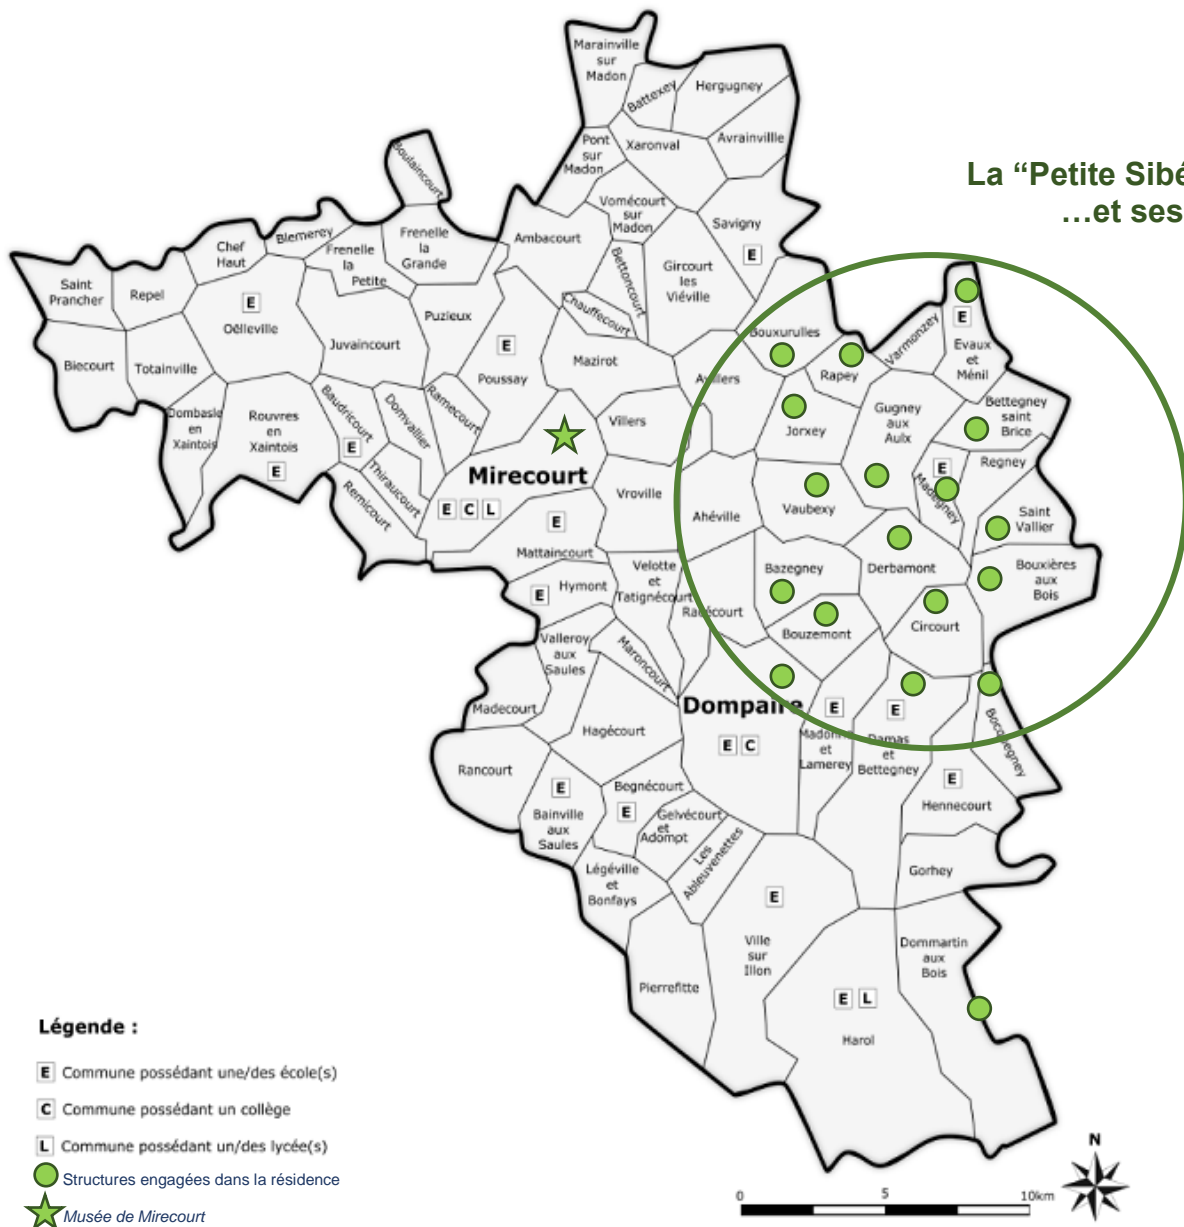 Marainville
sur
Madon
Battexey
Hergugney
Avrainvillle
Pont
sur
Madon
Xaronval
Boulaincourt
La “Petite Sibé
…et ses
Vomécourt
sur
Madon
Savigny
E
Blemerey
Chef
Haut
Frenelle
la
Petite
Frenelle
la
Grande
Ambacourt
Bettoncourt
Gircourt
les
Viéville
Saint
Prancher
Repel
E
Oëlleville
Puzieux
Chauffecourt
Bouxurulles
Rapey
Varmonzey
E
Evaux
et
Ménil
Biecourt
Totainville
Juvaincourt
E
Poussay
Mazirot
Avillers
Dombasle
en
Xaintois
Rouvres
en
Xaintois
E
Baudricourt
E
Domvallier
Ramecourt
Villers
Jorxey
Gugney
aux
Aulx
Bettegney
saint
Brice
Thiraucourt
Remicourt
Mirecourt
E C L
Vroville
Ahéville
Vaubexy
E
Madegney
Regney
Saint
Vallier
E
Mattaincourt
Hymont
E
Velotte
et
Tatignécourt
Racécourt
Bazegney
Derbamont
Bouxières
aux
Bois
Valleroy
aux
Saules
Maroncourt
Bouzemont
Circourt
Madecourt
Hagécourt
Dompaire
E C
E
Madonne
et
Lamerey
E
Damas
et
Bettegney
Bocquegney
Rancourt
E
Bainville
aux
Saules
Begnécourt
E
Gelvécourt
et
Adompt
Les
Ableuvenettes
E
Hennecourt
Légéville
et
Bonfays
Gorhey
E
Ville
sur
Illon
Dommartin
aux
Bois
Pierrefitte
E L
Harol
Légende :
E Commune possédant une/des école(s)
C Commune possédant un collège
L Commune possédant un/des lycée(s)
Structures engagées dans la résidence
Musée de Mirecourt
N
0 5 10km